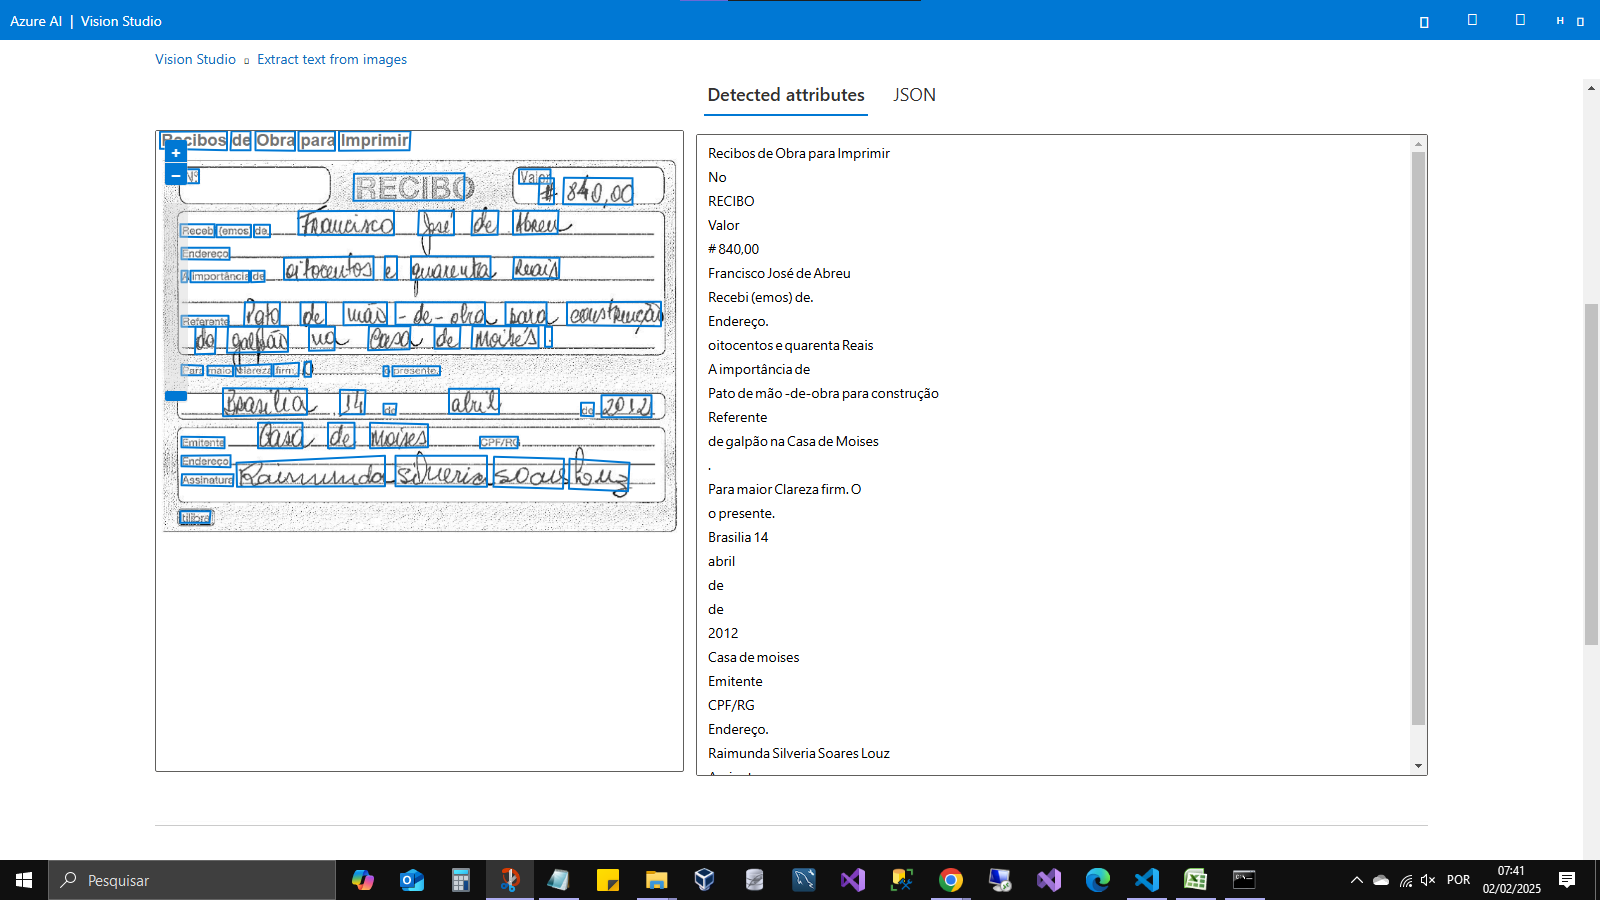 Azure AI | Vision Studio
H
Vision Studio
Extract text from images
Detected attributes
JSON
Recibos de Obra para Imprimir
Nº
RECIBO
Valor
# 840,00
Recebi (emos) de. Francisco José de Abreu
Endereço
A importância de oitocentos e quarenta Reais
Referente Pgto de mão-de-obra para construção
do galpão na Casa de Moisés.
Para maior clareza firm. o presente.
Brasilia 14 de abril de 2012
Emitente Casa de Moises CPF/RG
Endereço
Assinatura Raimunda Silveria soares
tilibra
Recibos de Obra para Imprimir
No
RECIBO
Valor
# 840,00
Francisco José de Abreu
Recebi (emos) de.
Endereço.
oitocentos e quarenta Reais
A importância de
Pato de mão -de-obra para construção
Referente
de galpão na Casa de Moises
.
Para maior Clareza firm. O
o presente.
Brasilia 14
abril
de
de
2012
Casa de moises
Emitente
CPF/RG
Endereço.
Raimunda Silveria Soares Louz
Pesquisar
POR
07:41
02/02/2025